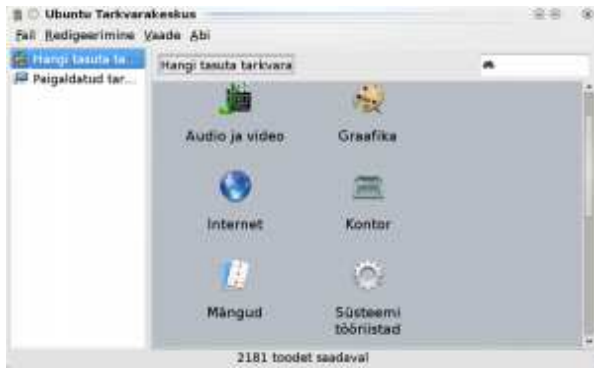 Ubuntu Tarkvarakeskus
Fail Redigeerimine Vaade Abi
Hangi tasuta ta...
Paigaldatud tar...
Hangi tasuta tarkvara
Audio ja video
Graafika
Internet
Kontor
Mängud
Süsteemi
tööriistad
2181 toodet saadaval